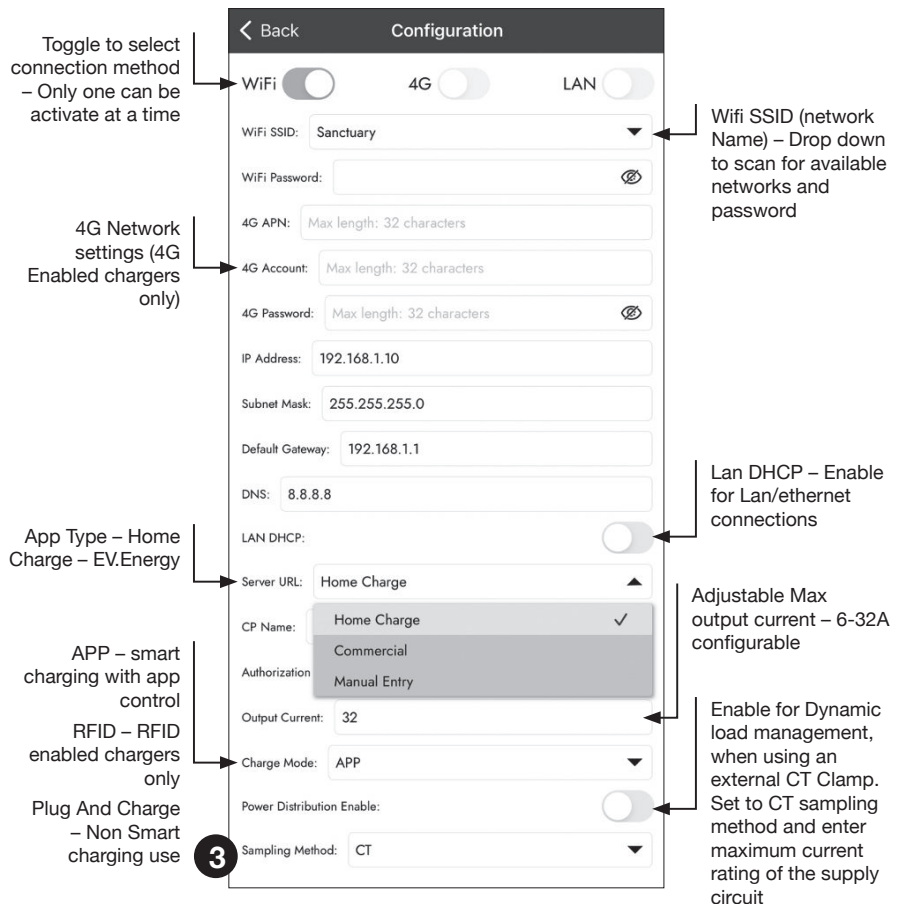 Back
Configuration
WiFi
4G
LAN
WiFi SSID: Sanctuary
WiFi Password:
4G APN: Max length: 32 characters
4G Account: Max length: 32 characters
4G Password: Max length: 32 characters
IP Address: 192.168.1.10
Subnet Mask: 255.255.255.0
Default Gateway: 192.168.1.1
DNS: 8.8.8.8
LAN DHCP:
Server URL: Home Charge
CP Name:
Home Charge
Commercial
Authorization
Manual Entry
Output Current: 32
Charge Mode: APP
Power Distribution Enable:
Sampling Method: CT
3
Toggle to select
connection method
– Only one can be
activate at a time
4G Network
settings (4G
Enabled chargers
only)
App Type – Home
Charge – EV.Energy
APP – smart
charging with app
control
RFID – RFID
enabled chargers
only
Plug And Charge
– Non Smart
charging use
Wifi SSID (network
Name) – Drop down
to scan for available
networks and
password
Lan DHCP – Enable
for Lan/ethernet
connections
Adjustable Max
output current – 6-32A
configurable
Enable for Dynamic
load management,
when using an
external CT Clamp.
Set to CT sampling
method and enter
maximum current
rating of the supply
circuit